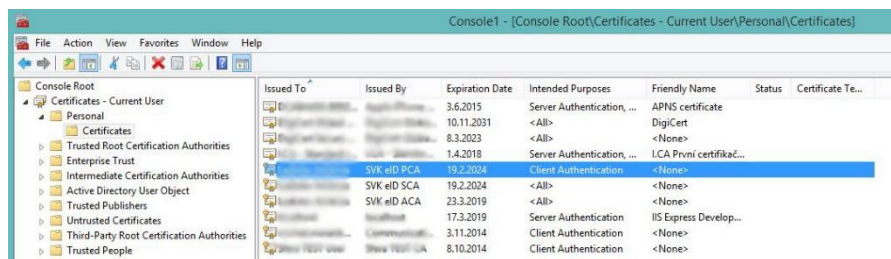 Console1 - [Console Root\Certificates - Current User\Personal\Certificates]
File Action View Favorites Window Help
Console Root
Certificates - Current User
Personal
Certificates
Trusted Root Certification Authorities
Enterprise Trust
Intermediate Certification Authorities
Active Directory User Object
Trusted Publishers
Untrusted Certificates
Third-Party Root Certification Authorities
Trusted People
Issued To Issued By Expiration Date Intended Purposes Friendly Name Status Certificate Te...
3.6.2015 Server Authentication, ... APNS certificate
10.11.2031 <All> DigiCert
8.3.2023 <All> <None>
1.4.2018 Server Authentication, ... I.CA První certifikač...
SVK eID PCA 19.2.2024 Client Authentication <None>
SVK eID SCA 19.2.2024 <All> <None>
SVK eID ACA 23.3.2019 <All> <None>
17.3.2019 Server Authentication IIS Express Develop...
3.11.2014 Client Authentication <None>
8.10.2014 Client Authentication <None>